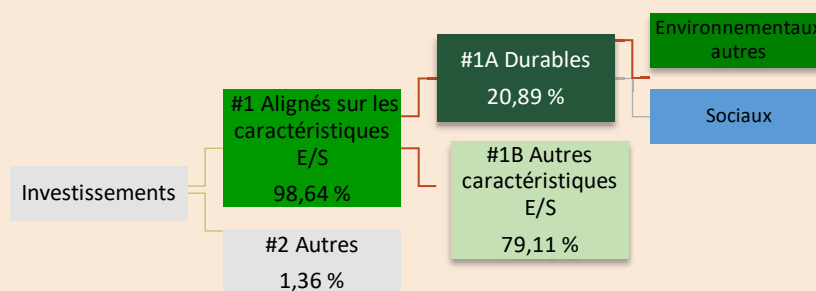 Investissements
#1 Alignés sur les
caractéristiques
E/S
98,64 %
#2 Autres
1,36 %
#1A Durables
20,89 %
#1B Autres
caractéristiques
E/S
79,11 %
Environnementaux
autres
Sociaux